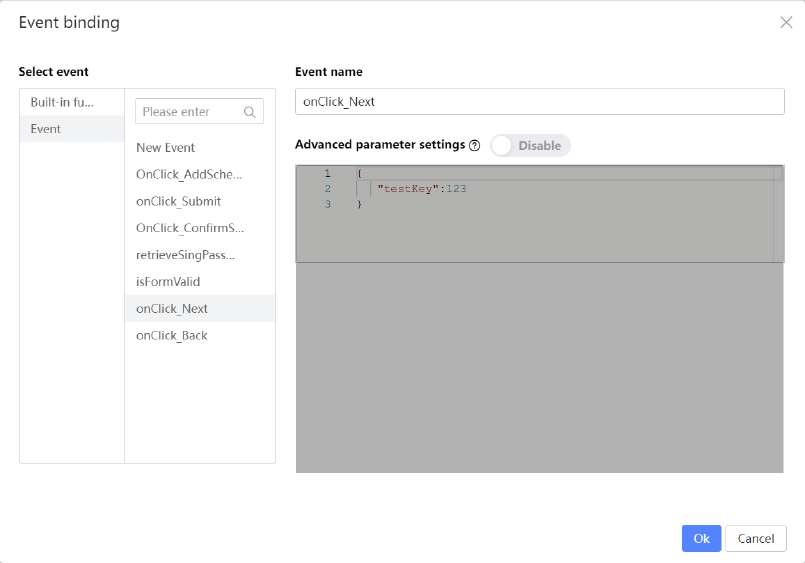 Event binding
Select event
Built-in fu...
Event
Please enter
New Event
OnClick_AddSche...
onClick_Submit
OnClick_ConfirmS...
retrieveSingPass...
isFormValid
onClick_Next
onClick_Back
Event name
onClick_Next
Advanced parameter settings ? Disable
1 {
2 "testKey":123
3 }
Ok Cancel